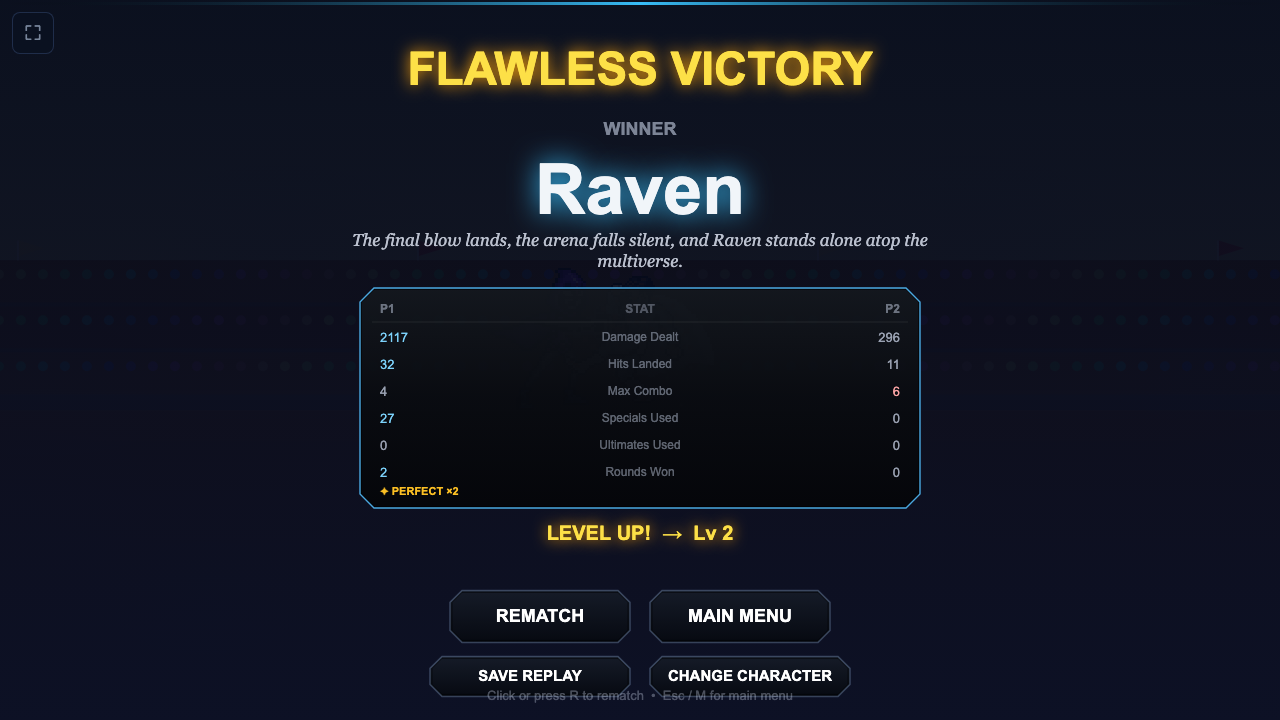 FLAWLESS VICTORY
WINNER
Raven
The final blow lands, the arena falls silent, and Raven stands alone atop the
multiverse.
P1 STAT P2
2117 Damage Dealt 296
32 Hits Landed 11
4 Max Combo 6
27 Specials Used 0
0 Ultimates Used 0
2 Rounds Won 0
✦ PERFECT ×2
LEVEL UP! → Lv 2
REMATCH MAIN MENU
SAVE REPLAY CHANGE CHARACTER
Click or press R to rematch • Esc / M for main menu